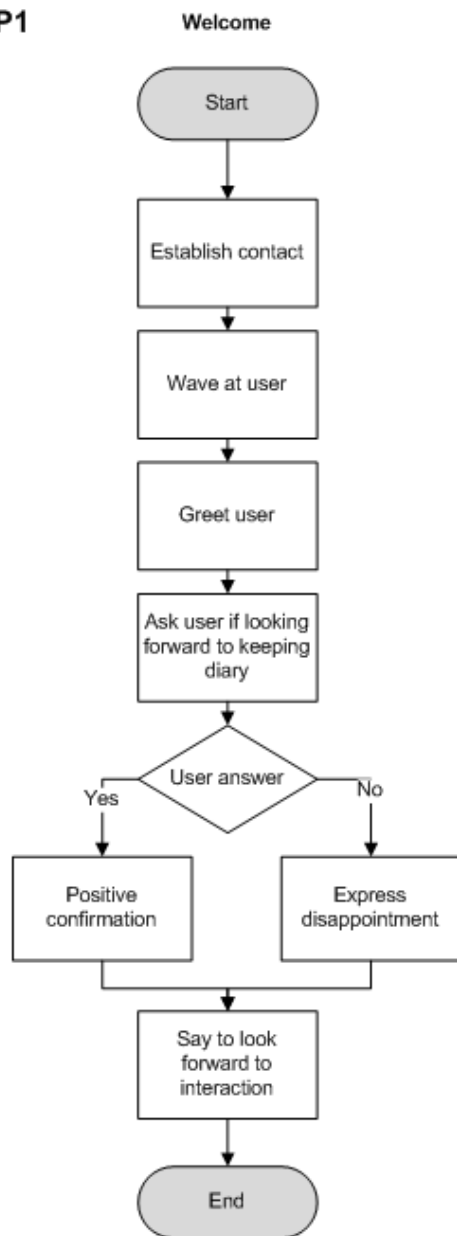 P1
Welcome
Start
Establish contact
Wave at user
Greet user
Ask user if looking
forward to keeping
diary
User answer
Yes
No
Positive
confirmation
Express
disappointment
Say to look
forward to
interaction
End